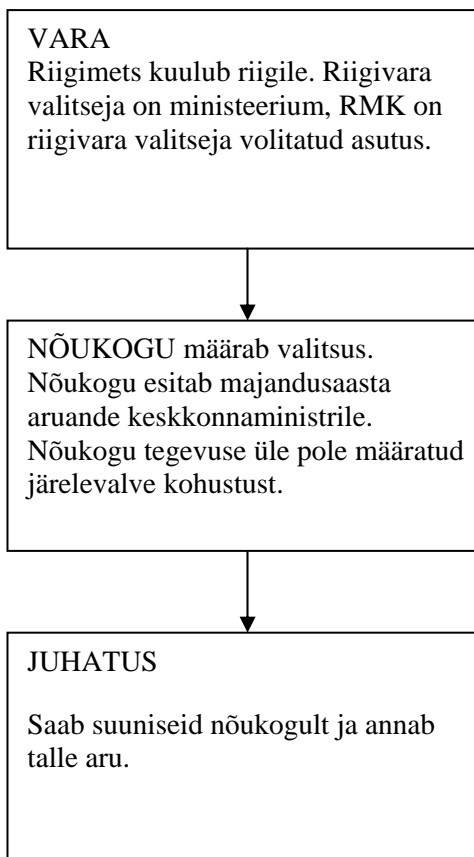 VARA
Riigimets kuulub riigile. Riigivara
valitseja on ministeerium, RMK on
riigivara valitseja volitatud asutus.
NÕUKOGU määrab valitsus.
Nõukogu esitab majandusaasta
aruande keskkonnaministrile.
Nõukogu tegevuse üle pole määratud
järelevalve kohustust.
JUHATUS
Saab suuniseid nõukogult ja annab
talle aru.